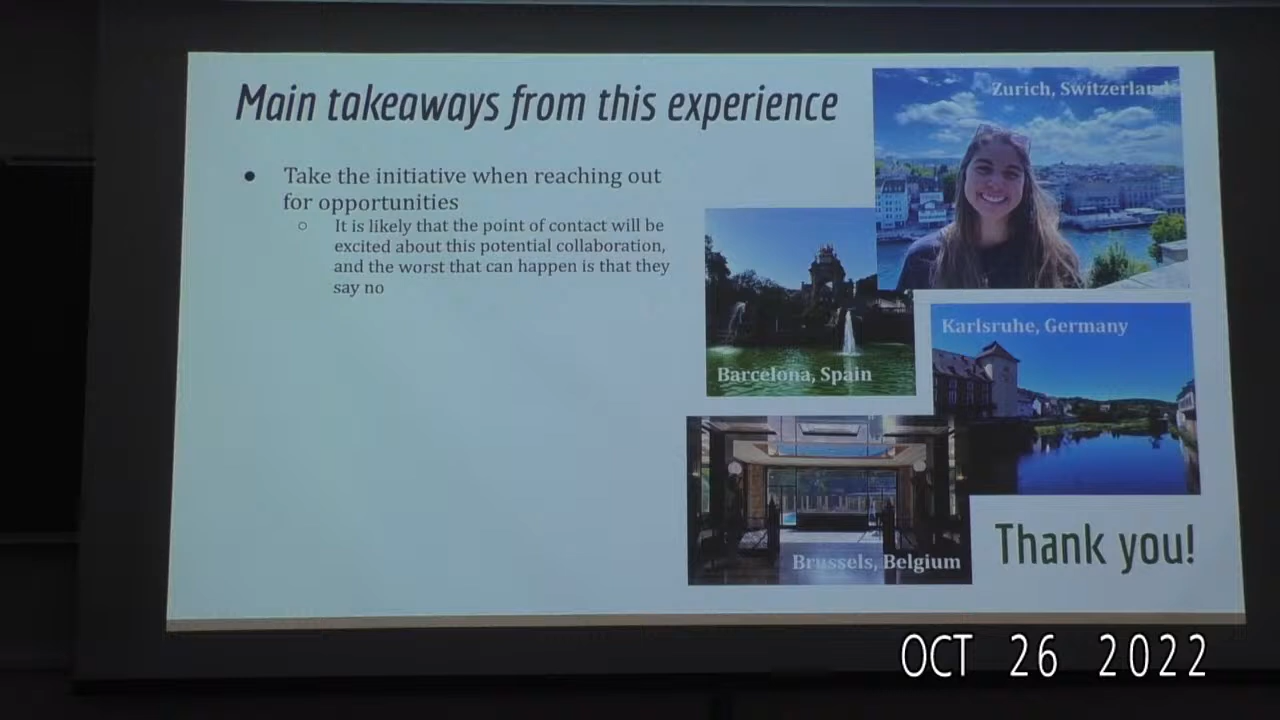 Main takeaways from this experience
● Take the initiative when reaching out
for opportunities
○ It is likely that the point of contact will be
excited about this potential collaboration,
and the worst that can happen is that they
say no
Zurich, Switzerland
Barcelona, Spain
Karlsruhe, Germany
Brussels, Belgium
Thank you!
OCT 26 2022